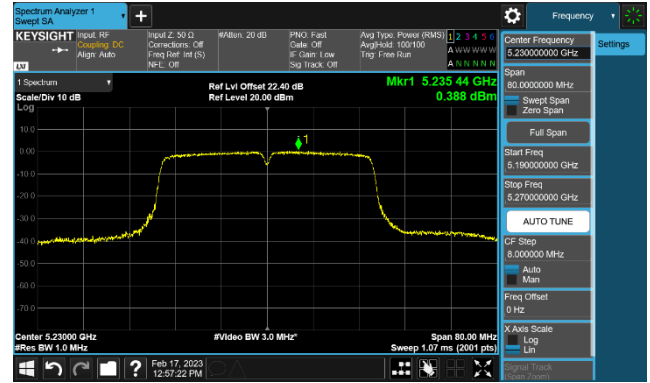 Spectrum Analyzer 1
Swept SA
+
Frequency
KEYSIGHT
Input: RF
Coupling: DC
Align: Auto
Input Z: 50 Ω
Corrections: Off
Freq Ref: Int (S)
NFE: Off
#Atten: 20 dB
PNO: Fast
Gate: Off
IF Gain: Low
Sig Track: Off
Avg Type: Power (RMS)
Avg|Hold: 100/100
Trig: Free Run
1 2 3 4 5 6
A W W W W W
A N N N N N
LXI
1 Spectrum
Scale/Div 10 dB
Log
Ref Lvl Offset 22.40 dB
Ref Level 20.00 dBm
Mkr1 5.235 44 GHz
0.388 dBm
1
10.0
0.00
-10.0
-20.0
-30.0
-40.0
-50.0
-60.0
-70.0
Center 5.23000 GHz
#Res BW 1.0 MHz
#Video BW 3.0 MHz*
Span 80.00 MHz
Sweep 1.07 ms (2001 pts)
?
Feb 17, 2023
12:57:22 PM
Center Frequency
5.230000000 GHz
Settings
Span
80.0000000 MHz
Swept Span
Zero Span
Full Span
Start Freq
5.190000000 GHz
Stop Freq
5.270000000 GHz
AUTO TUNE
CF Step
8.000000 MHz
Auto
Man
Freq Offset
0 Hz
X Axis Scale
Log
Lin
Signal Track
(Span Zoom)